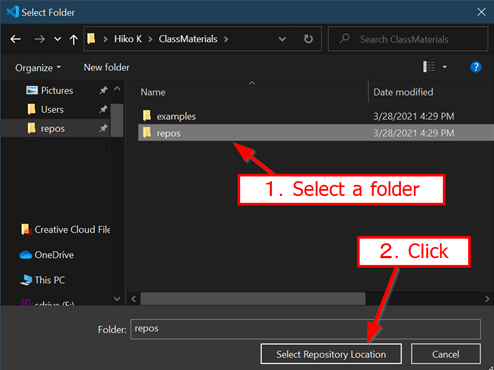 Select Folder
Hiko K > ClassMaterials >
Search ClassMaterials
Organize
New folder
Name
Date modified
Pictures
Users
repos
examples
3/28/2021 4:29 PM
repos
3/28/2021 4:29 PM
1. Select a folder
Creative Cloud File
OneDrive
This PC
2. Click
Folder:
repos
Select Repository Location
Cancel